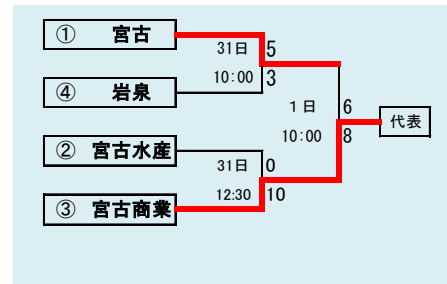 ① 宮古
31日 5
10:00 3
④ 岩泉
1日 6
代表
10:00 8
② 宮古水産
31日 0
12:30 10
③ 宮古商業